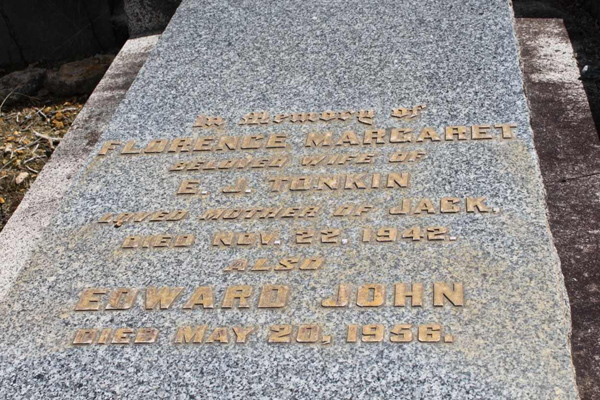 In Memory of
FLORENCE MARGARET
BELOVED WIFE OF
E. J. TONKIN
LOVED MOTHER OF JACK.
DIED NOV. 22 1942.
ALSO
EDWARD JOHN
DIED MAY 20, 1956.